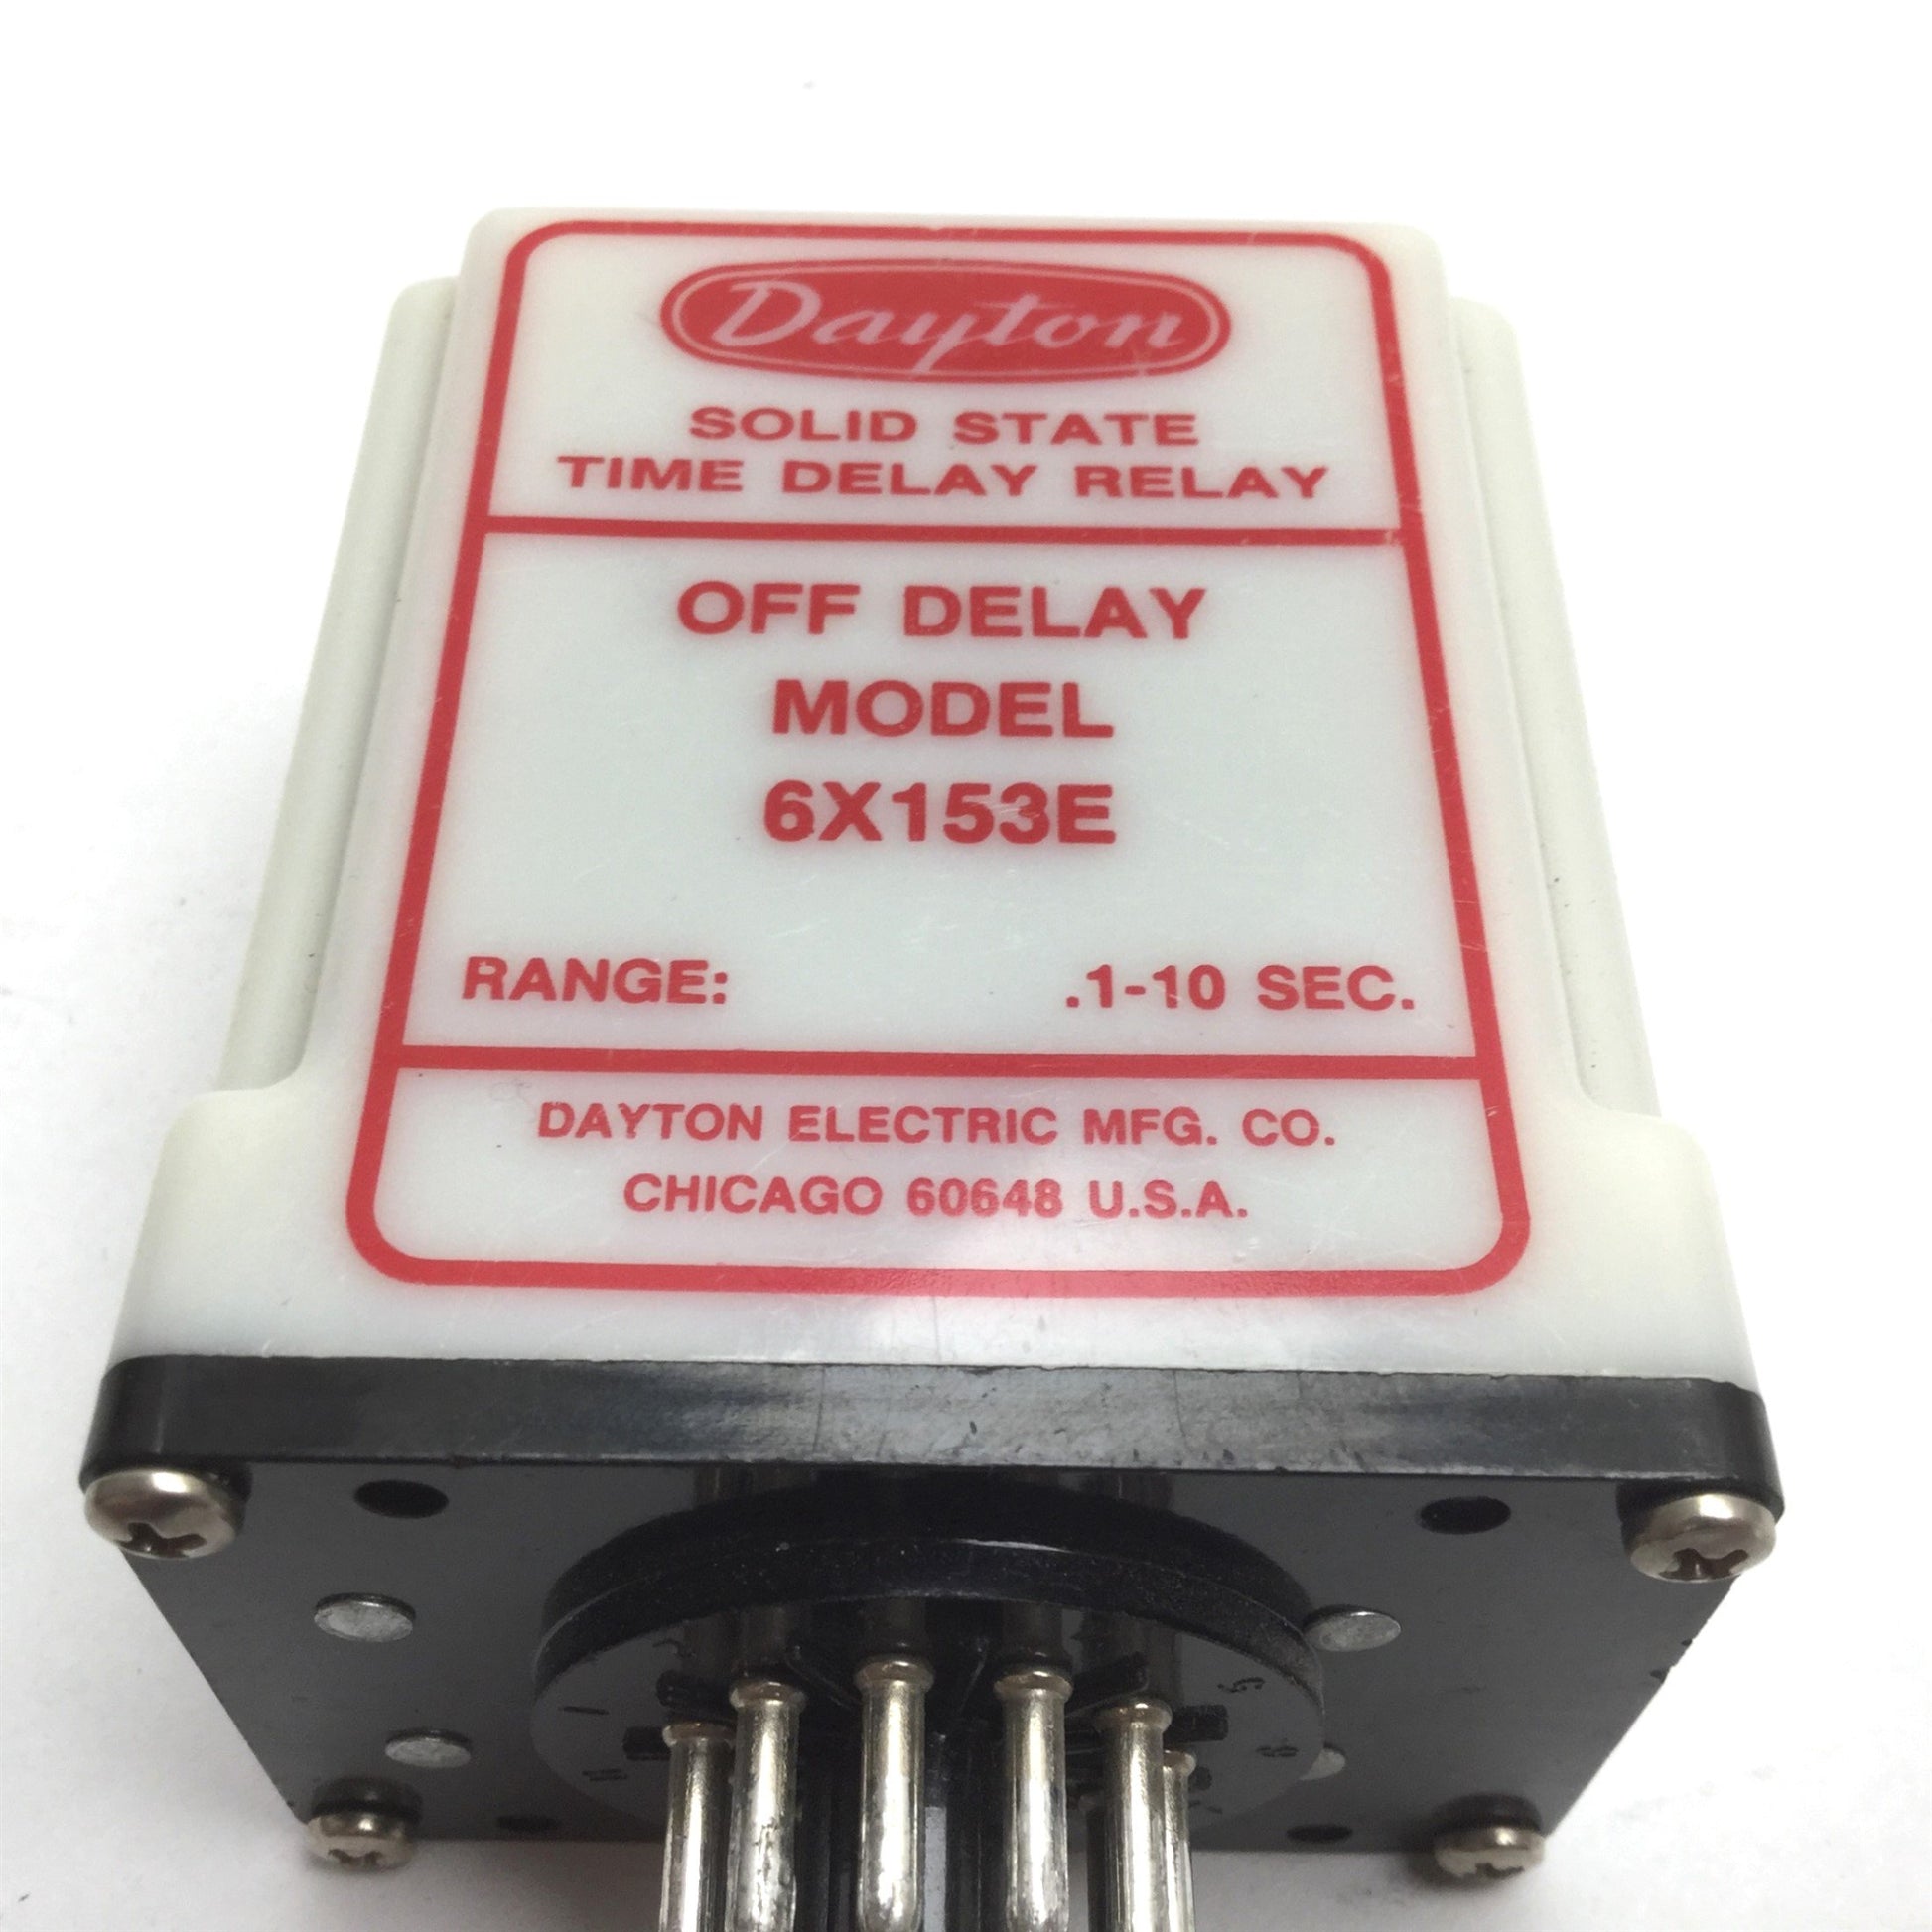 Dayton
SOLID STATE
TIME DELAY RELAY
OFF DELAY
MODEL
6X153E
RANGE: .1-10 SEC.
DAYTON ELECTRIC MFG. CO.
CHICAGO 60648 U.S.A.